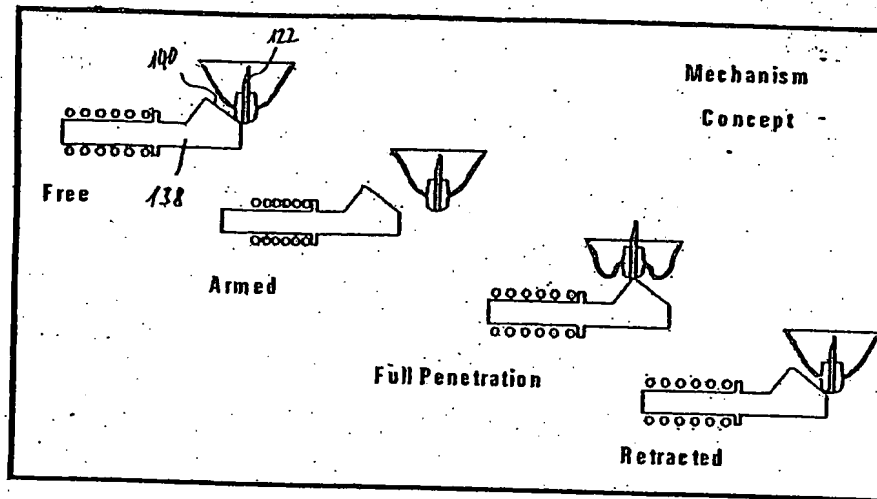 122
140
Mechanism
Concept
138
Free
Armed
Full Penetration
Retracted